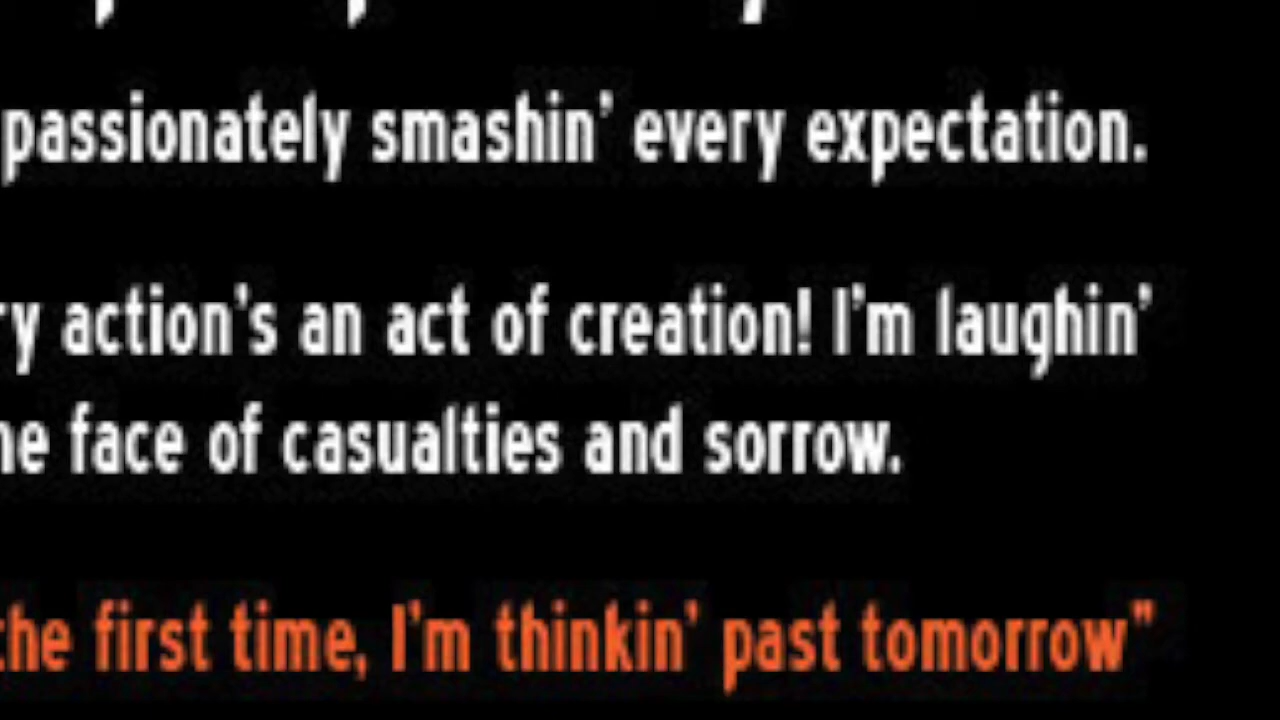 passionately smashin' every expectation.
action's an act of creation! I'm laughin'
face of casualties and sorrow.
the first time, I'm thinkin' past tomorrow"